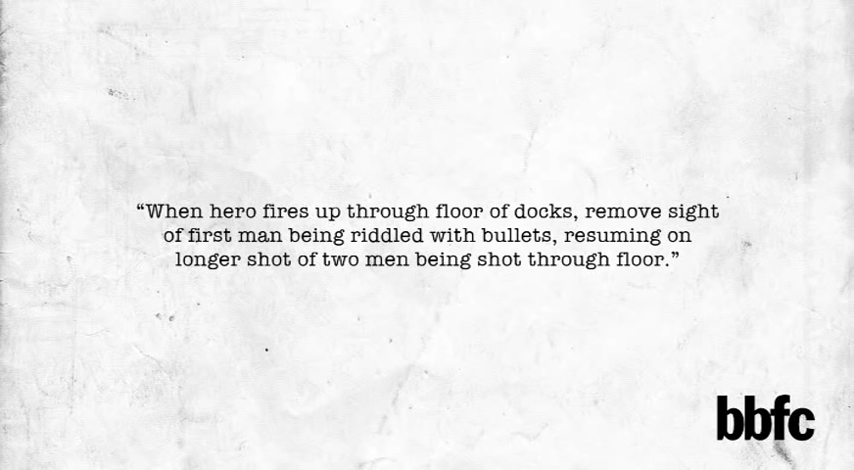 “When hero fires up through floor of docks, remove sight
of first man being riddled with bullets, resuming on
longer shot of two men being shot through floor.”
bbfc